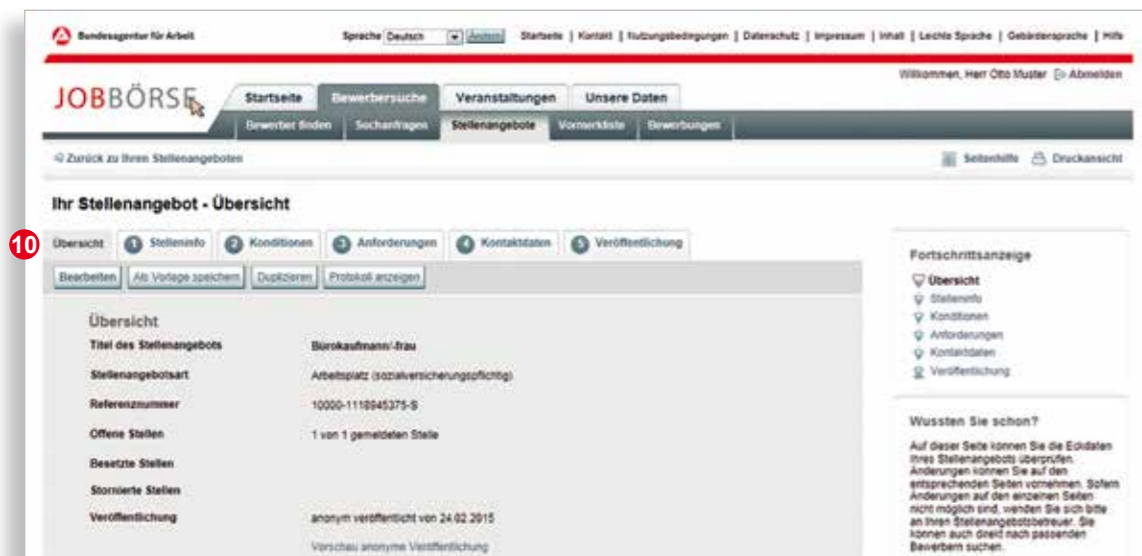 Bundesagentur für Arbeit
Sprache Deutsch Ändern Startseite | Kontakt | Nutzungsbedingungen | Datenschutz | Impressum | Inhalt | Leichte Sprache | Gebärdensprache | Hilfe
Willkommen, Herr Otto Muster Abmelden
JOBBÖRSE
Startseite Bewerbersuche Veranstaltungen Unsere Daten
Bewerber finden Suchanfragen Stellenangebote Vormerkliste Bewerbungen
Zurück zu Ihren Stellenangeboten
Seitenhilfe Druckansicht
Ihr Stellenangebot - Übersicht
10
Übersicht 1 Stelleninfo 2 Konditionen 3 Anforderungen 4 Kontaktdaten 5 Veröffentlichung
Bearbeiten Als Vorlage speichern Duplizieren Protokoll anzeigen
Übersicht
Titel des Stellenangebots Bürokaufmann/-frau
Stellenangebotsart Arbeitsplatz (sozialversicherungspflichtig)
Referenznummer 10000-1118945375-S
Offene Stellen 1 von 1 gemeldeten Stelle
Besetzte Stellen
Stornierte Stellen
Veröffentlichung anonym veröffentlicht von 24.02.2015
Vorschau anonyme Veröffentlichung
Fortschrittsanzeige
Übersicht
Stelleninfo
Konditionen
Anforderungen
Kontaktdaten
Veröffentlichung
Wussten Sie schon?
Auf dieser Seite können Sie die Eckdaten
Ihres Stellenangebots überprüfen.
Änderungen können Sie auf den
entsprechenden Seiten vornehmen. Sofern
Änderungen auf den einzelnen Seiten
nicht möglich sind, wenden Sie sich bitte
an Ihren Stellenangebotsbetreuer. Sie
können auch direkt nach passenden
Bewerbern suchen.